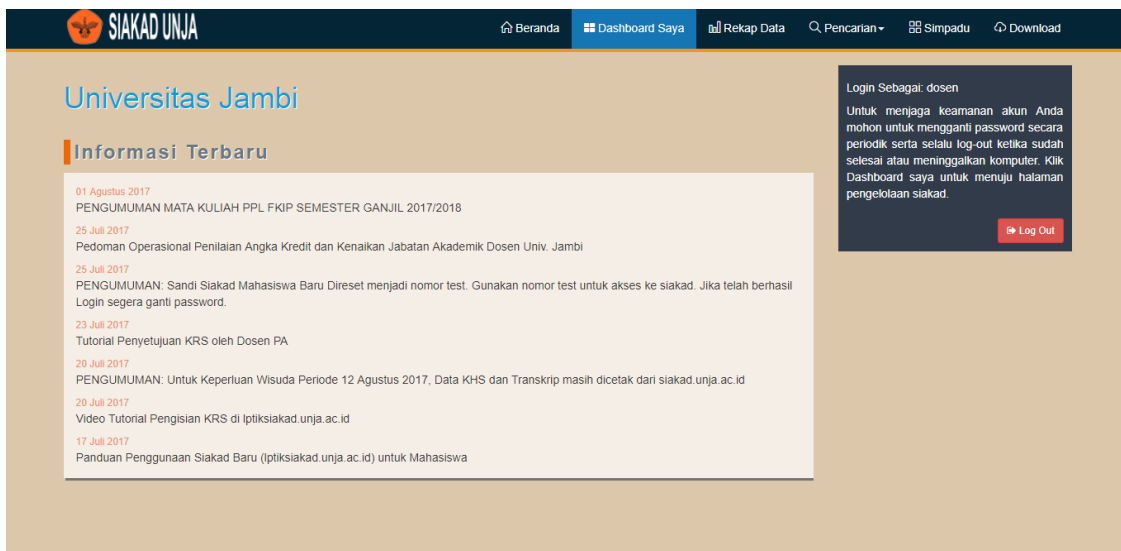 SIAKAD UNJA
Beranda
Dashboard Saya
Rekap Data
Pencarian
Simpadu
Download
Universitas Jambi
Informasi Terbaru
01 Agustus 2017
PENGUMUMAN MATA KULIAH PPL FKIP SEMESTER GANJIL 2017/2018
25 Juli 2017
Pedoman Operasional Penilaian Angka Kredit dan Kenaikan Jabatan Akademik Dosen Univ. Jambi
25 Juli 2017
PENGUMUMAN: Sandi Siakad Mahasiswa Baru Direset menjadi nomor test. Gunakan nomor test untuk akses ke siakad. Jika telah berhasil
Login segera ganti password.
23 Juli 2017
Tutorial Penyetujuan KRS oleh Dosen PA
20 Juli 2017
PENGUMUMAN: Untuk Keperluan Wisuda Periode 12 Agustus 2017, Data KHS dan Transkrip masih dicetak dari siakad.unja.ac.id
20 Juli 2017
Video Tutorial Pengisian KRS di lptiksiakad.unja.ac.id
17 Juli 2017
Panduan Penggunaan Siakad Baru (lptiksiakad.unja.ac.id) untuk Mahasiswa
Login Sebagai: dosen
Untuk menjaga keamanan akun Anda
mohon untuk mengganti password secara
periodik serta selalu log-out ketika sudah
selesai atau meninggalkan komputer. Klik
Dashboard saya untuk menuju halaman
pengelolaan siakad.
Log Out